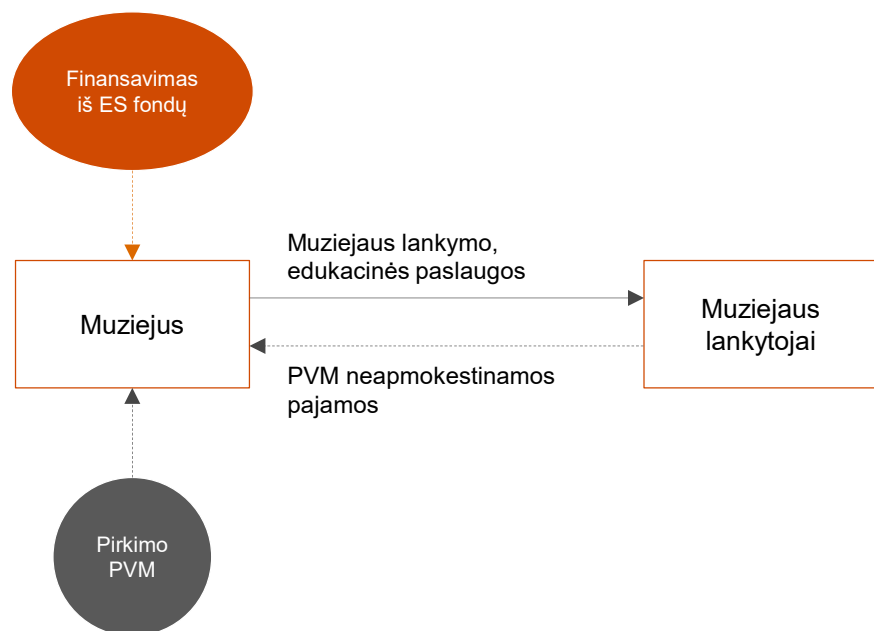 Finansavimas
iš ES fondų
Muziejaus lankymo,
edukacinės paslaugos
Muziejus
Muziejaus
lankytojai
PVM neapmokestinamos
pajamos
Pirkimo
PVM